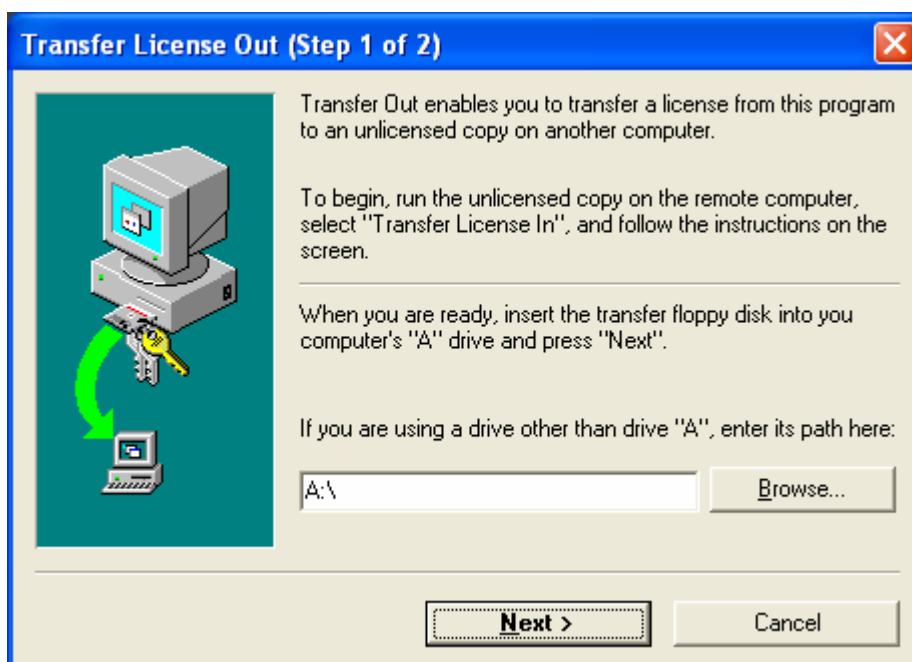 Transfer License Out (Step 1 of 2)
Transfer Out enables you to transfer a license from this program
to an unlicensed copy on another computer.
To begin, run the unlicensed copy on the remote computer,
select "Transfer License In", and follow the instructions on the
screen.
When you are ready, insert the transfer floppy disk into you
computer's "A" drive and press "Next".
If you are using a drive other than drive "A", enter its path here:
A:\
Browse...
Next >
Cancel